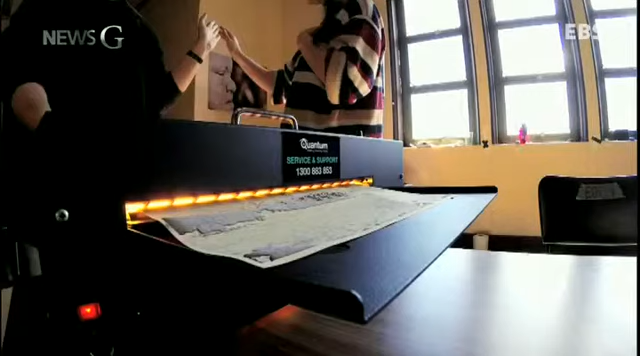 NEWS G
EBS
Quantum
SERVICE & SUPPORT
1300 883 853